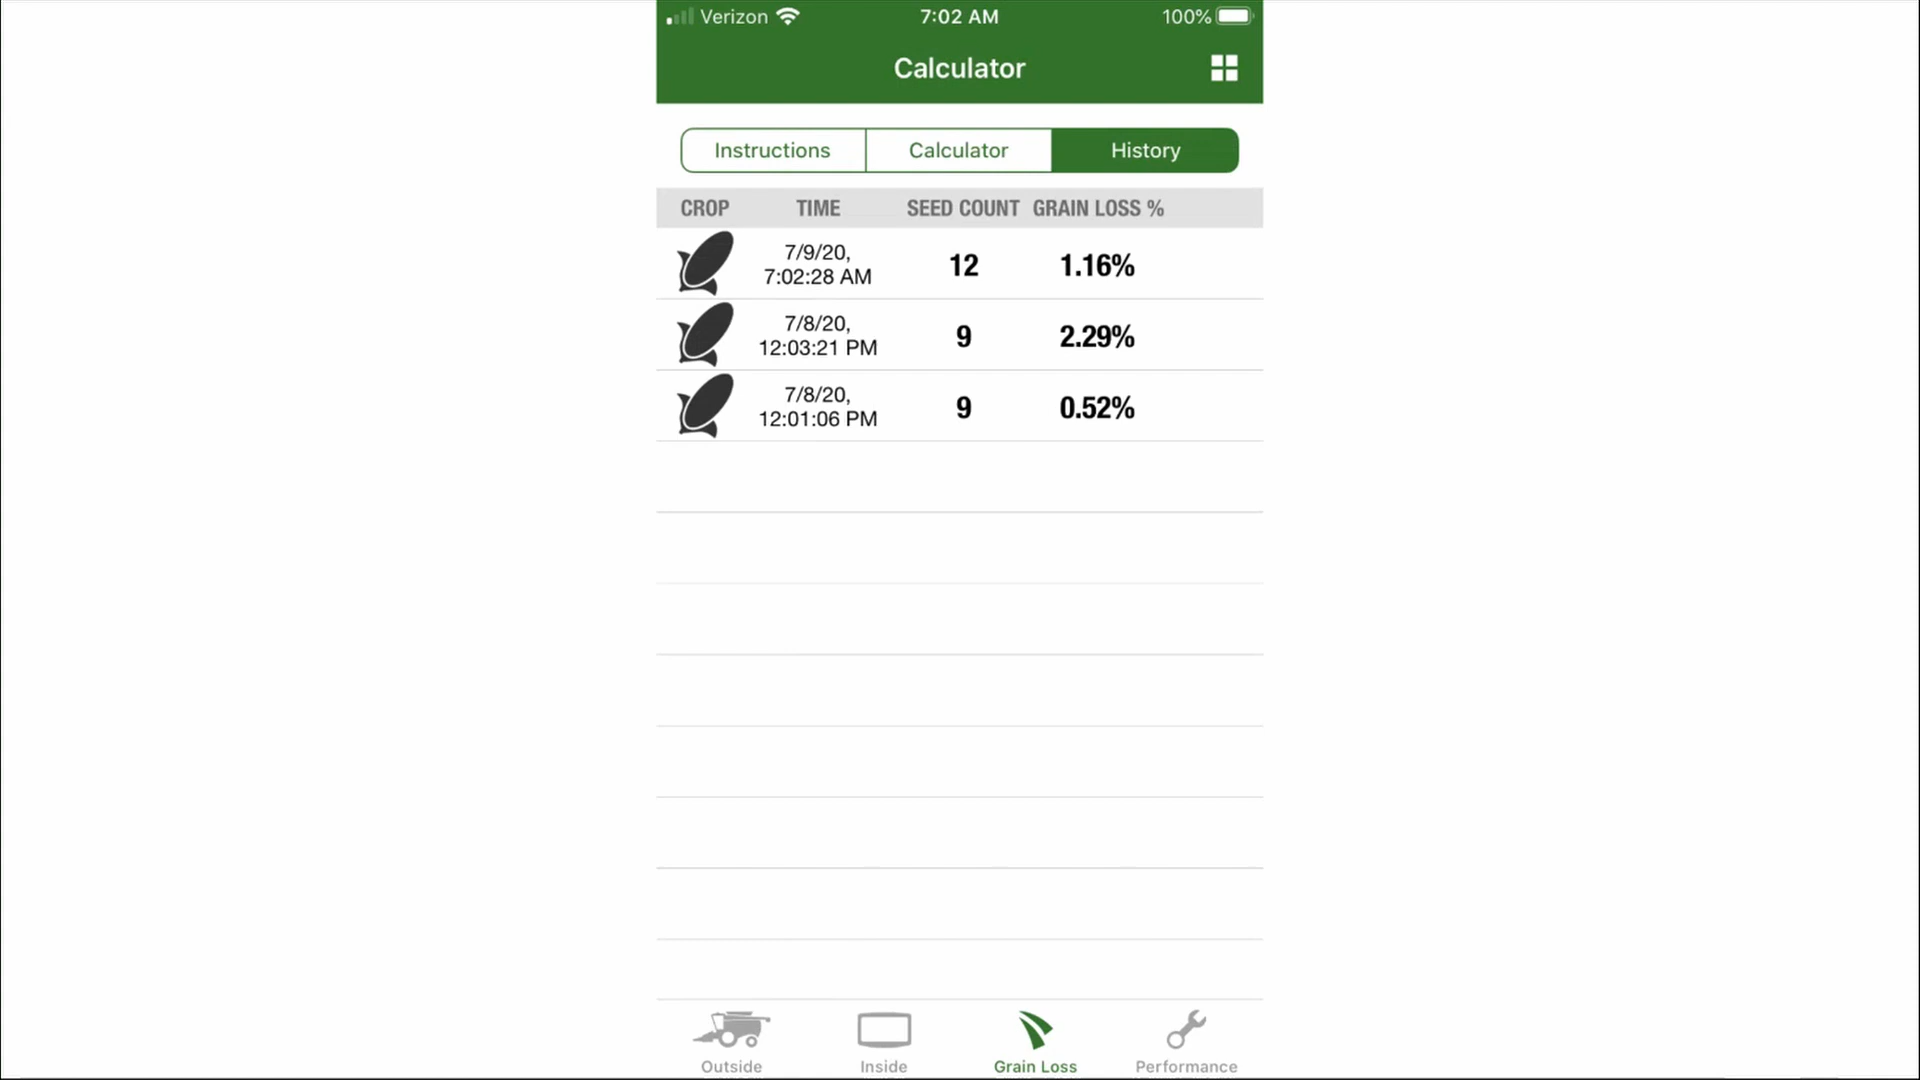 Verizon 7:02 AM 100%
Calculator
Instructions Calculator History
CROP TIME SEED COUNT GRAIN LOSS %
7/9/20,
7:02:28 AM 12 1.16%
7/8/20,
12:03:21 PM 9 2.29%
7/8/20,
12:01:06 PM 9 0.52%
Outside Inside Grain Loss Performance